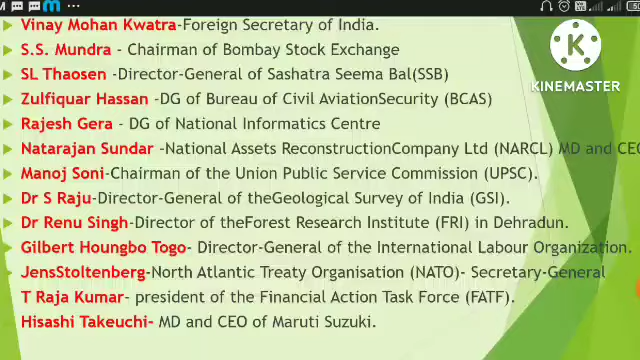 Vinay Mohan Kwatra-Foreign Secretary of India.
S.S. Mundra - Chairman of Bombay Stock Exchange
SL Thaosen -Director-General of Sashatra Seema Bal(SSB)
Zulfiquar Hassan -DG of Bureau of Civil AviationSecurity (BCAS)
Rajesh Gera - DG of National Informatics Centre
Natarajan Sundar -National Assets ReconstructionCompany Ltd (NARCL) MD and CEO
Manoj Soni-Chairman of the Union Public Service Commission (UPSC).
Dr S Raju-Director-General of theGeological Survey of India (GSI).
Dr Renu Singh-Director of theForest Research Institute (FRI) in Dehradun.
Gilbert Houngbo Togo- Director-General of the International Labour Organization.
JensStoltenberg-North Atlantic Treaty Organisation (NATO)- Secretary-General
T Raja Kumar- president of the Financial Action Task Force (FATF).
Hisashi Takeuchi- MD and CEO of Maruti Suzuki.
K
KINEMASTER